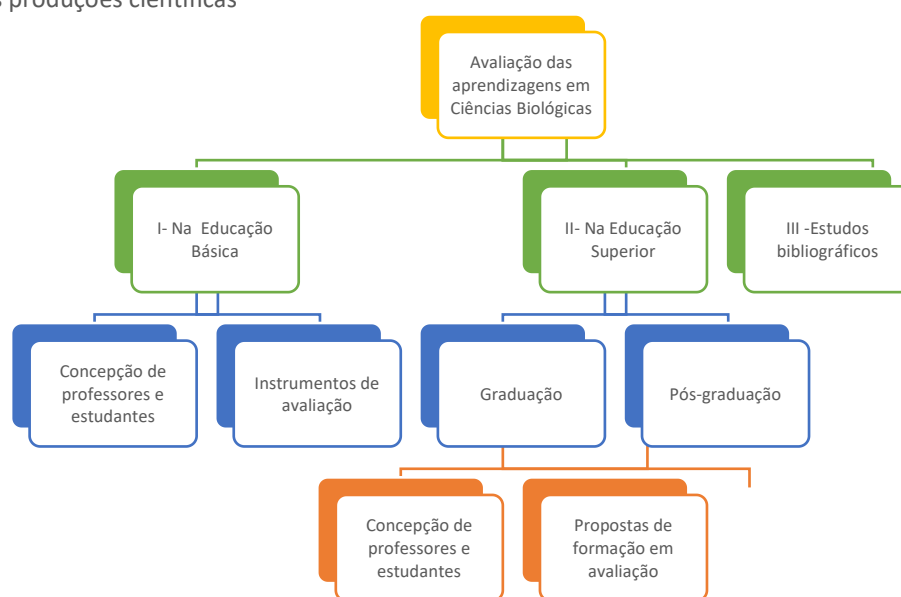 s produções científicas
Avaliação das
aprendizagens em
Ciências Biológicas
I- Na Educação
Básica
II- Na Educação
Superior
III -Estudos
bibliográficos
Concepção de
professores e
estudantes
Instrumentos de
avaliação
Graduação
Pós-graduação
Concepção de
professores e
estudantes
Propostas de
formação em
avaliação